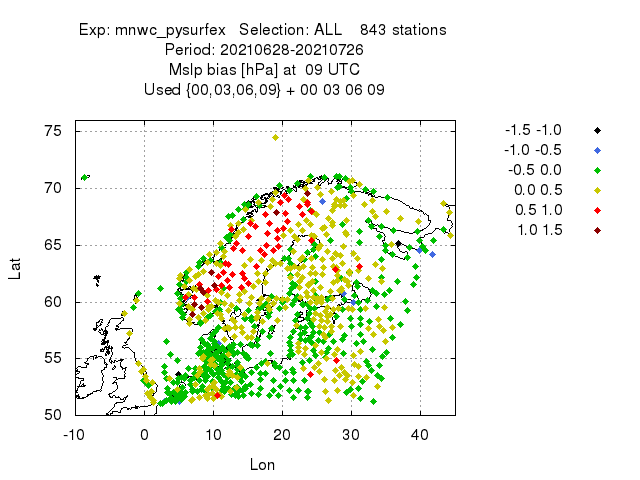 Exp: mnwc_pysurfex   Selection: ALL    843 stations
Period: 20210628-20210726
Mslp bias [hPa] at  09 UTC
Used {00,03,06,09} + 00 03 06 09
-1.5 -1.0
-1.0 -0.5
-0.5 0.0
0.0 0.5
0.5 1.0
1.0 1.5
75
70
65
60
55
50
Lat
-10 0 10 20 30 40
Lon